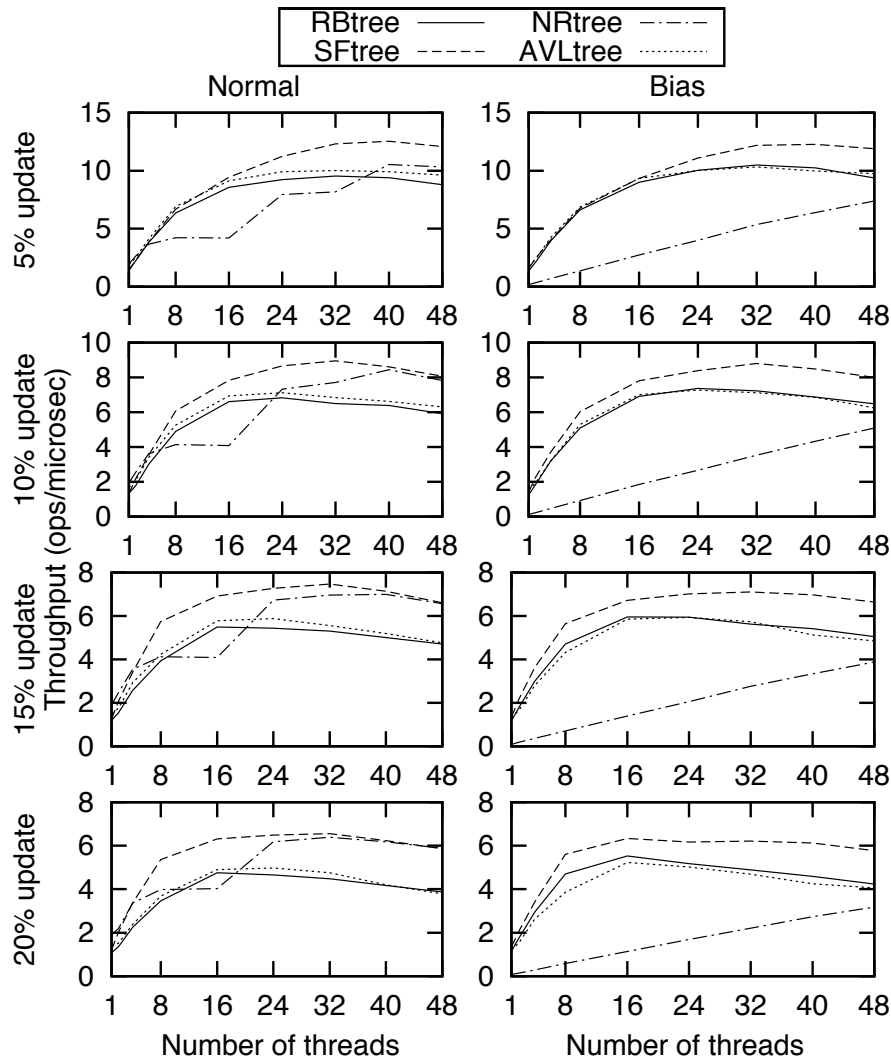 RBtree NRtree
SFtree AVLtree
Normal Bias
5% update
15
10
5
0
1 8 16 24 32 40 48
15
10
5
0
1 8 16 24 32 40 48
10% update
Throughput (ops/microsec)
10
8
6
4
2
0
1 8 16 24 32 40 48
10
8
6
4
2
0
1 8 16 24 32 40 48
15% update
8
6
4
2
0
1 8 16 24 32 40 48
8
6
4
2
0
1 8 16 24 32 40 48
20% update
8
6
4
2
0
1 8 16 24 32 40 48
8
6
4
2
0
1 8 16 24 32 40 48
Number of threads Number of threads